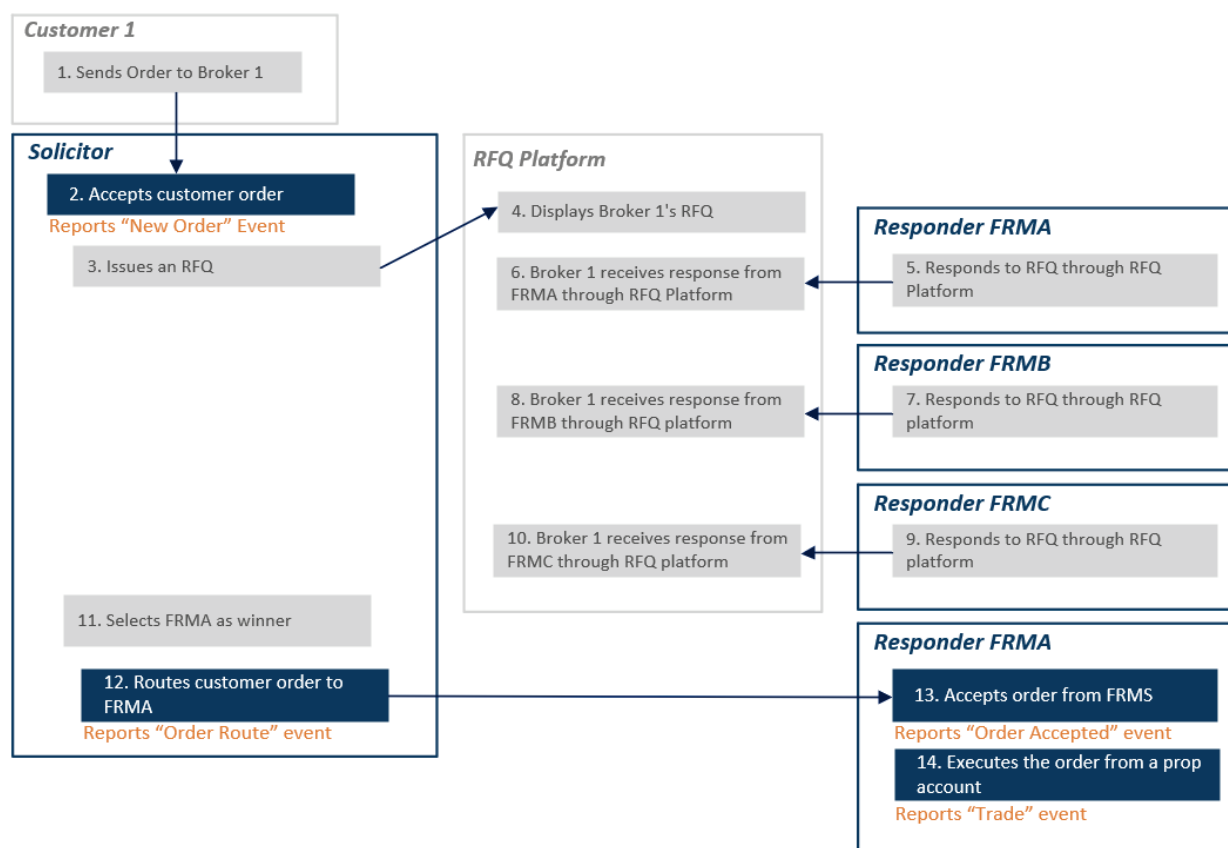 Customer 1
1. Sends Order to Broker 1
Solicitor
2. Accepts customer order
Reports “New Order” Event
3. Issues an RFQ
RFQ Platform
4. Displays Broker 1's RFQ
Responder FRMA
5. Responds to RFQ through RFQ
Platform
6. Broker 1 receives response from
FRMA through RFQ Platform
Responder FRMB
7. Responds to RFQ through RFQ
platform
8. Broker 1 receives response from
FRMB through RFQ platform
Responder FRMC
9. Responds to RFQ through RFQ
platform
10. Broker 1 receives response from
FRMC through RFQ platform
11. Selects FRMA as winner
12. Routes customer order to
FRMA
Reports “Order Route” event
Responder FRMA
13. Accepts order from FRMS
Reports “Order Accepted” event
14. Executes the order from a prop
account
Reports “Trade” event